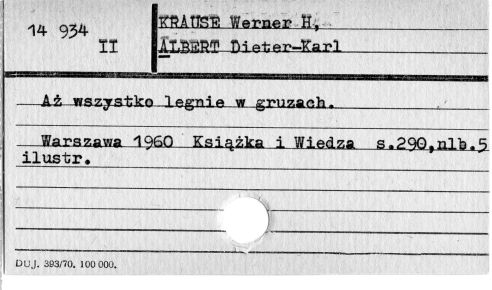 14 934
II
KRAUSE Werner H,
ALBERT Dieter-Karl
Aż wszystko legnie w gruzach.
Warszawa 1960 Książka i Wiedza s.290,nlb.5
ilustr.
DUJ. 393/70. 100 000.